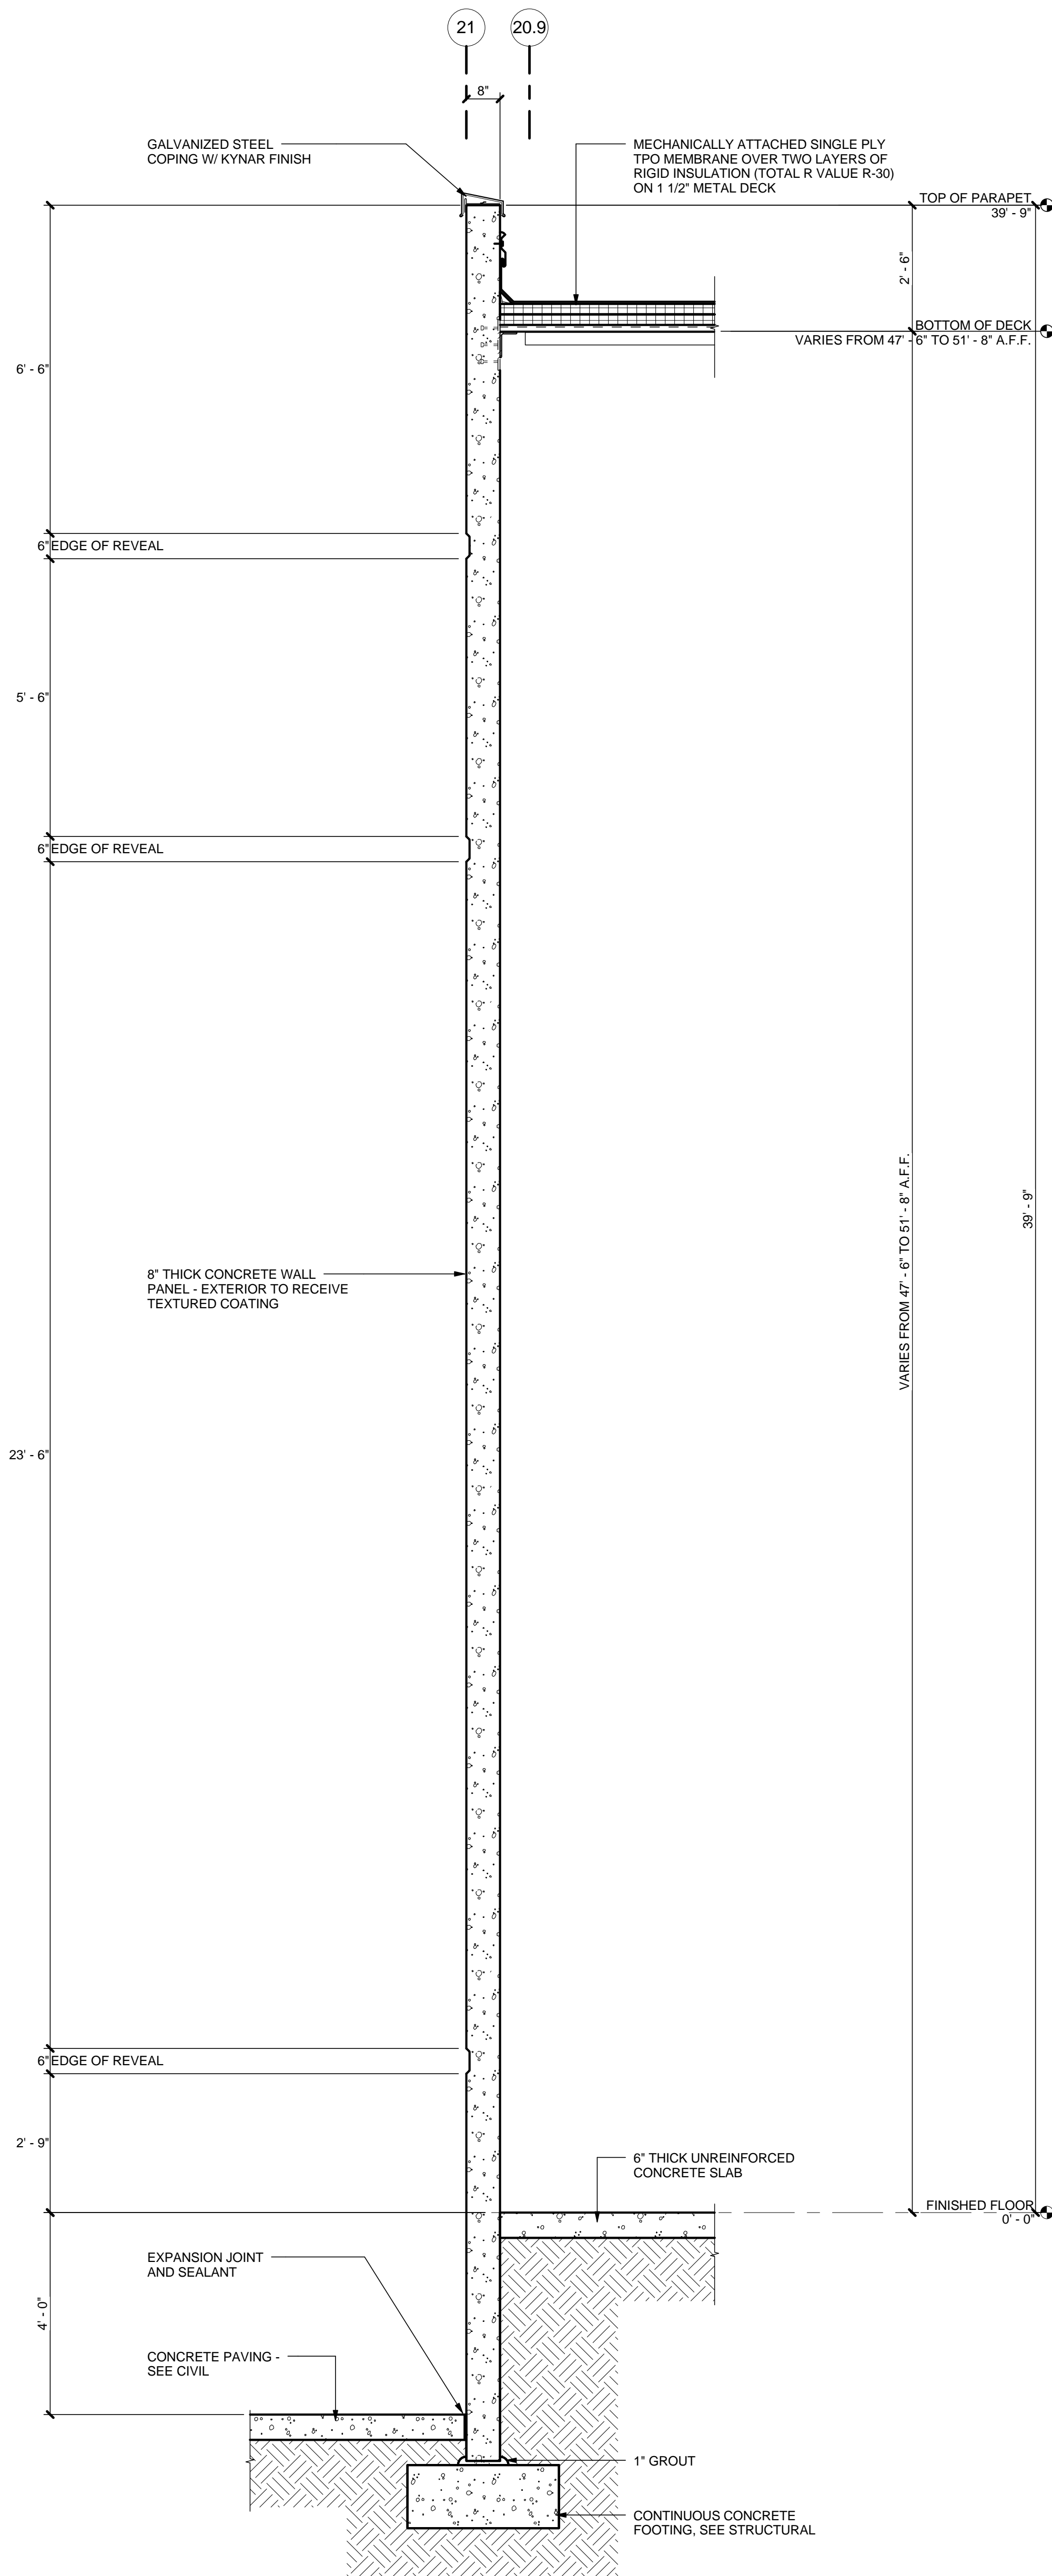 21
20.9
8"
GALVANIZED STEEL
COPING W/ KYNAR FINISH
MECHANICALLY ATTACHED SINGLE PLY
TPO MEMBRANE OVER TWO LAYERS OF
RIGID INSULATION (TOTAL R VALUE R-30)
ON 1 1/2" METAL DECK
TOP OF PARAPET
39' - 9"
2' - 6"
BOTTOM OF DECK
VARIES FROM 47' - 6" TO 51' - 8" A.F.F.
6' - 6"
6" EDGE OF REVEAL
5' - 6"
6" EDGE OF REVEAL
VARIES FROM 47' - 6" TO 51' - 8" A.F.F.
39' - 9"
8" THICK CONCRETE WALL
PANEL - EXTERIOR TO RECEIVE
TEXTURED COATING
23' - 6"
6" EDGE OF REVEAL
2' - 9"
6" THICK UNREINFORCED
CONCRETE SLAB
FINISHED FLOOR
0' - 0"
EXPANSION JOINT
AND SEALANT
4' - 0"
CONCRETE PAVING -
SEE CIVIL
1" GROUT
CONTINUOUS CONCRETE
FOOTING, SEE STRUCTURAL